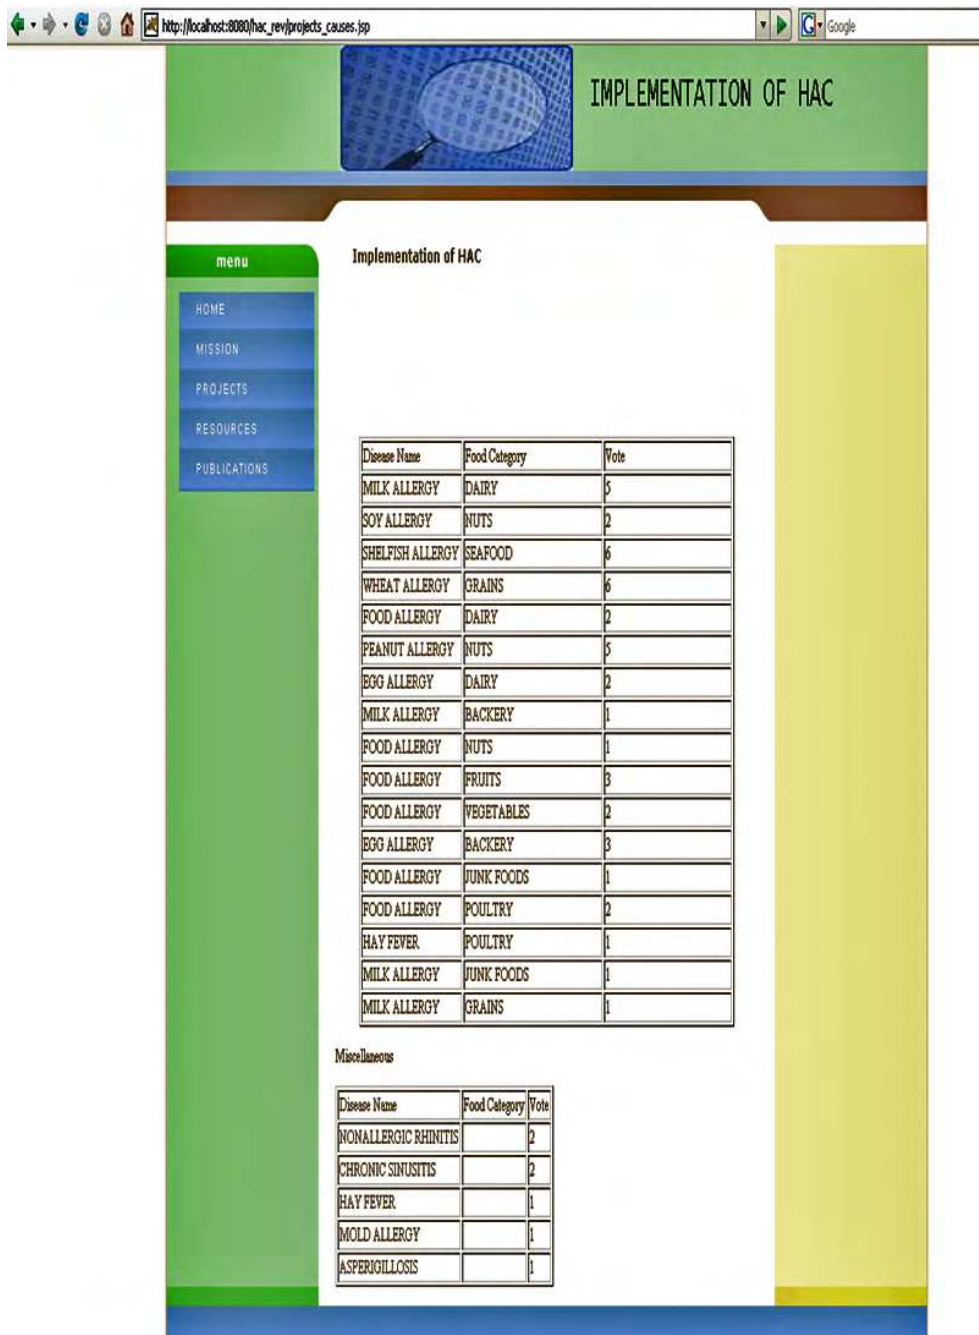 http://localhost:8080/hac_rev/projects_causes.jsp
Google
IMPLEMENTATION OF HAC
menu
HOME
MISSION
PROJECTS
RESOURCES
PUBLICATIONS
Implementation of HAC
Disease Name Food Category Vote
MILK ALLERGY DAIRY 5
SOY ALLERGY NUTS 2
SHELFISH ALLERGY SEAFOOD 6
WHEAT ALLERGY GRAINS 6
FOOD ALLERGY DAIRY 2
PEANUT ALLERGY NUTS 5
EGG ALLERGY DAIRY 2
MILK ALLERGY BACKERY 1
FOOD ALLERGY NUTS 1
FOOD ALLERGY FRUITS 3
FOOD ALLERGY VEGETABLES 2
EGG ALLERGY BACKERY 3
FOOD ALLERGY JUNK FOODS 1
FOOD ALLERGY POULTRY 2
HAY FEVER POULTRY 1
MILK ALLERGY JUNK FOODS 1
MILK ALLERGY GRAINS 1
Miscellaneous
Disease Name Food Category Vote
NONALLERGIC RHINITIS 2
CHRONIC SINUSITIS 2
HAY FEVER 1
MOLD ALLERGY 1
ASPERIGILLOSIS 1